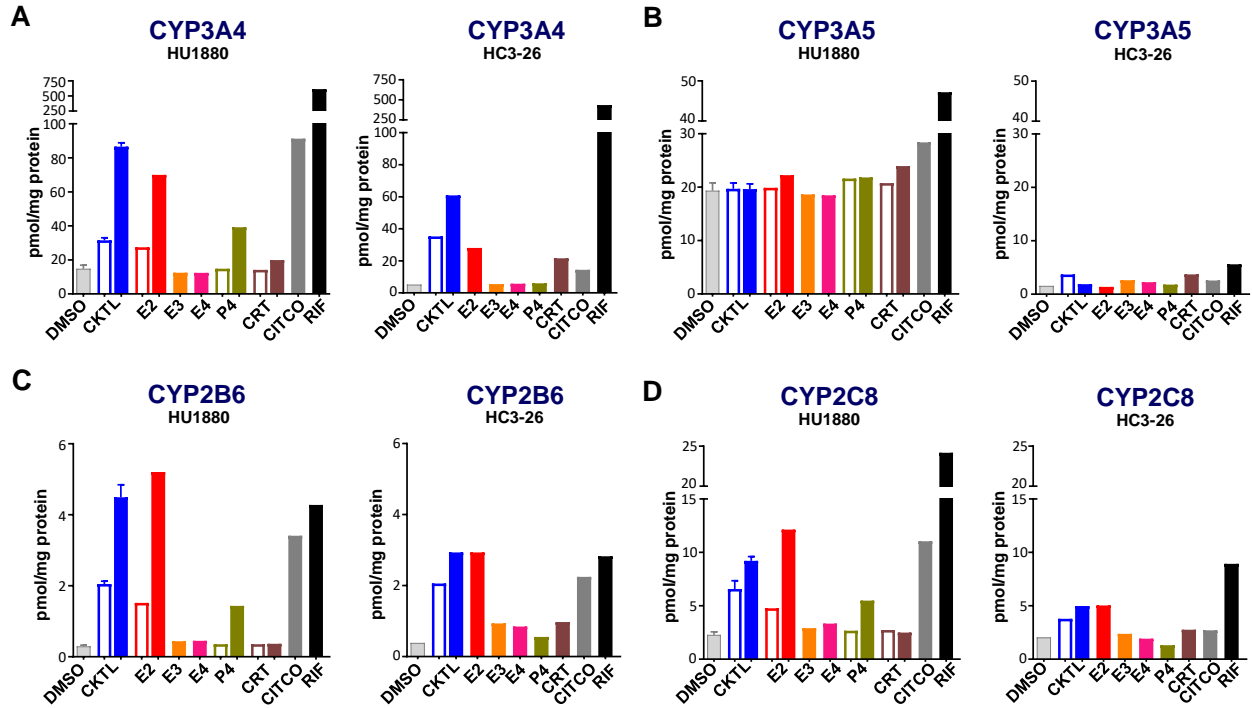 A
CYP3A4
HU1880
pmol/mg protein
750
500
250
100
80
60
40
20
0
DMSO
CKTL
E2
E3
E4
P4
CRT
CITCO
RIF
CYP3A4
HC3-26
pmol/mg protein
750
500
250
100
80
60
40
20
0
DMSO
CKTL
E2
E3
E4
P4
CRT
CITCO
RIF
B
CYP3A5
HU1880
pmol/mg protein
50
40
30
20
10
0
DMSO
CKTL
E2
E3
E4
P4
CRT
CITCO
RIF
CYP3A5
HC3-26
50
40
30
20
10
0
DMSO
CKTL
E2
E3
E4
P4
CRT
CITCO
RIF
C
CYP2B6
HU1880
pmol/mg protein
6
4
2
0
DMSO
CKTL
E2
E3
E4
P4
CRT
CITCO
RIF
CYP2B6
HC3-26
pmol/mg protein
6
4
2
0
DMSO
CKTL
E2
E3
E4
P4
CRT
CITCO
RIF
D
CYP2C8
HU1880
pmol/mg protein
25
20
15
10
5
0
DMSO
CKTL
E2
E3
E4
P4
CRT
CITCO
RIF
CYP2C8
HC3-26
pmol/mg protein
25
20
15
10
5
0
DMSO
CKTL
E2
E3
E4
P4
CRT
CITCO
RIF